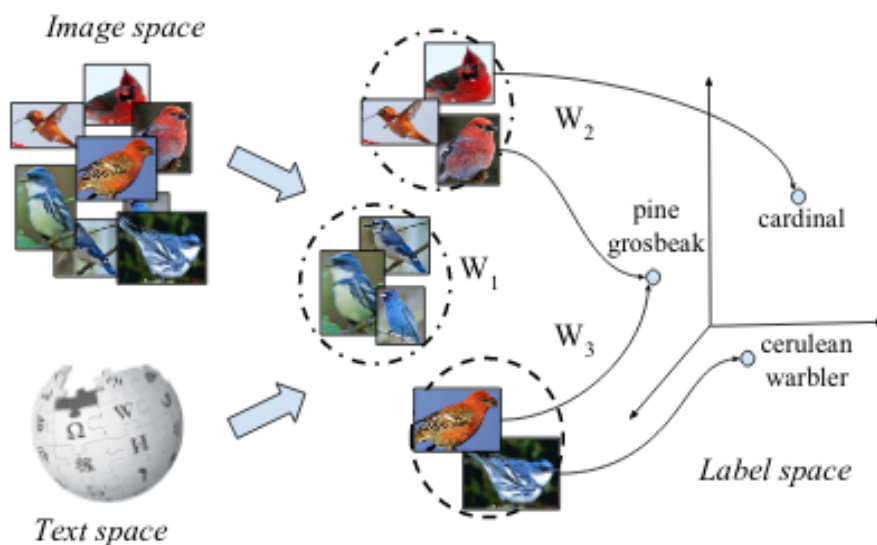 Image space
W₂
pine
grosbeak
cardinal
W₁
W₃
cerulean
warbler
Ω
W
И
Label space
Text space